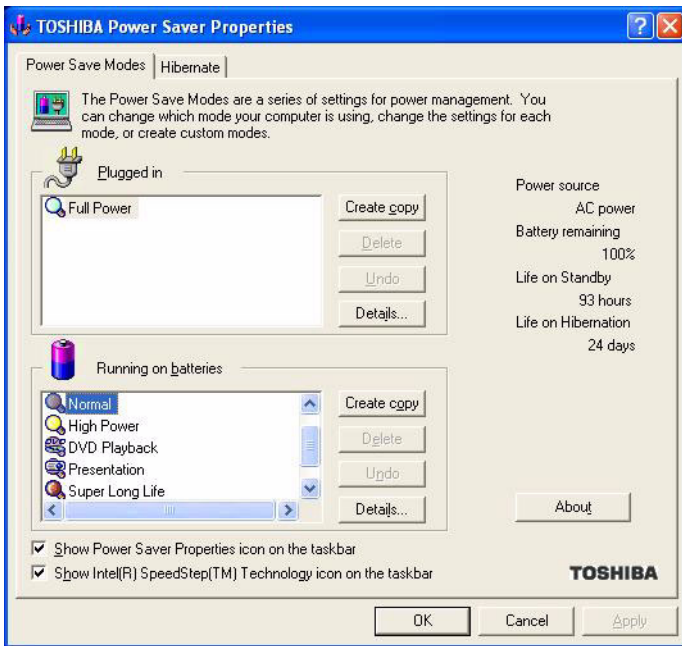 TOSHIBA Power Saver Properties
Power Save Modes
Hibernate
The Power Save Modes are a series of settings for power management. You
can change which mode your computer is using, change the settings for each
mode, or create custom modes.
Plugged in
Full Power
Create copy
Delete
Undo
Details...
Power source
AC power
Battery remaining
100%
Life on Standby
93 hours
Life on Hibernation
24 days
Running on batteries
Normal
High Power
DVD Playback
Presentation
Super Long Life
Create copy
Delete
Undo
Details...
About
Show Power Saver Properties icon on the taskbar
Show Intel(R) SpeedStep(TM) Technology icon on the taskbar
TOSHIBA
OK
Cancel
Apply